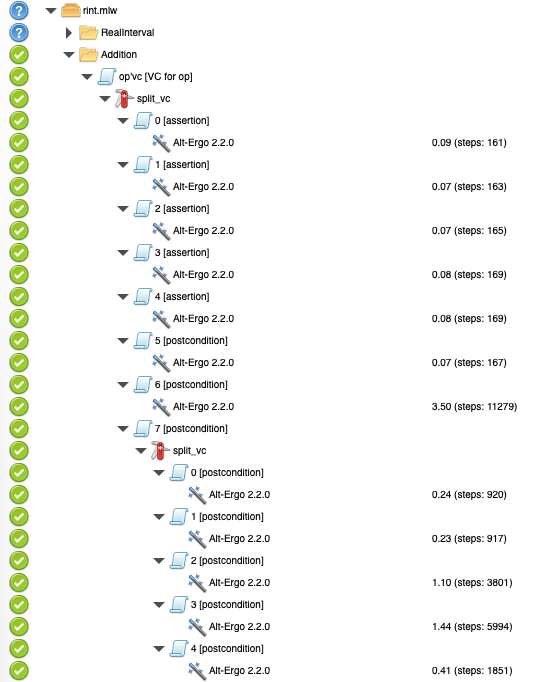 rint.mlw
RealInterval
Addition
op'vc [VC for op]
split_vc
0 [assertion]
Alt-Ergo 2.2.0 0.09 (steps: 161)
1 [assertion]
Alt-Ergo 2.2.0 0.07 (steps: 163)
2 [assertion]
Alt-Ergo 2.2.0 0.07 (steps: 165)
3 [assertion]
Alt-Ergo 2.2.0 0.08 (steps: 169)
4 [assertion]
Alt-Ergo 2.2.0 0.08 (steps: 169)
5 [postcondition]
Alt-Ergo 2.2.0 0.07 (steps: 167)
6 [postcondition]
Alt-Ergo 2.2.0 3.50 (steps: 11279)
7 [postcondition]
split_vc
0 [postcondition]
Alt-Ergo 2.2.0 0.24 (steps: 920)
1 [postcondition]
Alt-Ergo 2.2.0 0.23 (steps: 917)
2 [postcondition]
Alt-Ergo 2.2.0 1.10 (steps: 3801)
3 [postcondition]
Alt-Ergo 2.2.0 1.44 (steps: 5994)
4 [postcondition]
Alt-Ergo 2.2.0 0.41 (steps: 1851)